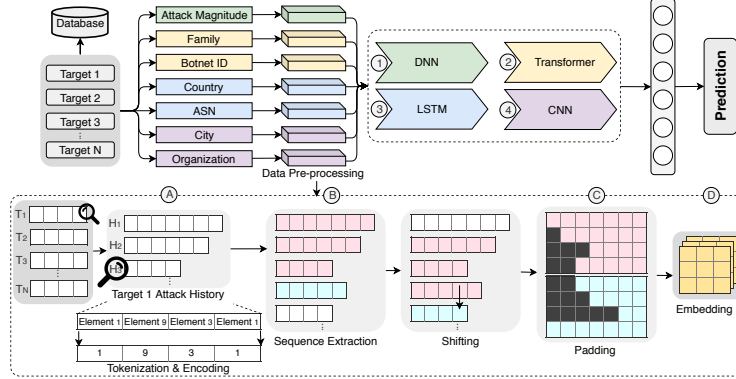 Database
Target 1
Target 2
Target 3
Target N
Attack Magnitude
Family
Botnet ID
Country
ASN
City
Organization
Data Pre-processing
1 DNN
2 Transformer
3 LSTM
4 CNN
Prediction
A
B
C
D
T1
T2
T3
TN
H1
H2
H3
Target 1 Attack History
Element 1 Element 9 Element 3 Element 1
1 9 3 1
Tokenization & Encoding
Sequence Extraction
Shifting
Padding
Embedding